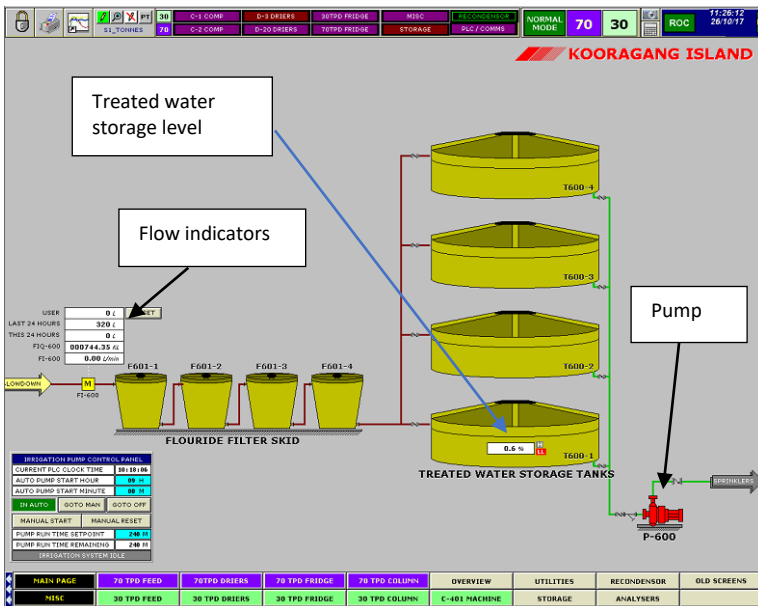 PT
S1_TONNES
30
70
C-1 COMP
D-3 DRIERS
30TPD FRIDGE
MISC
RECONDENSOR
C-2 COMP
D-20 DRIERS
70TPD FRIDGE
STORAGE
PLC / COMMS
NORMAL
MODE
70
30
ROC
11:26:12
26/10/17
KOORAGANG ISLAND
Treated water
storage level
Flow indicators
Pump
T600-4
T600-3
T600-2
T600-1
USER 0 L
LAST 24 HOURS 320 L
THIS 24 HOURS 0 L
FIQ-600 000744.35 KL
FI-600 0.00 L/min
LOWDOWN
M
FI-600
F601-1 F601-2 F601-3 F601-4
FLOURIDE FILTER SKID
0.6 %
H
LL
TREATED WATER STORAGE TANKS
SPRINKLERS
P-600
IRRIGATION PUMP CONTROL PANEL
CURRENT PLC CLOCK TIME 10:18:06
AUTO PUMP START HOUR 09 H
AUTO PUMP START MINUTE 00 M
IN AUTO GOTO MAN GOTO OFF
MANUAL START MANUAL RESET
PUMP RUN TIME SETPOINT 240 M
PUMP RUN TIME REMAINING 240 M
IRRIGATION SYSTEM IDLE
MAIN PAGE 70 TPD FEED 70TPD DRIERS 70 TPD FRIDGE 70 TPD COLUMN OVERVIEW UTILITIES RECONDENSOR OLD SCREENS
MISC 30 TPD FEED 30 TPD DRIERS 30 TPD FRIDGE 30 TPD COLUMN C-401 MACHINE STORAGE ANALYSERS